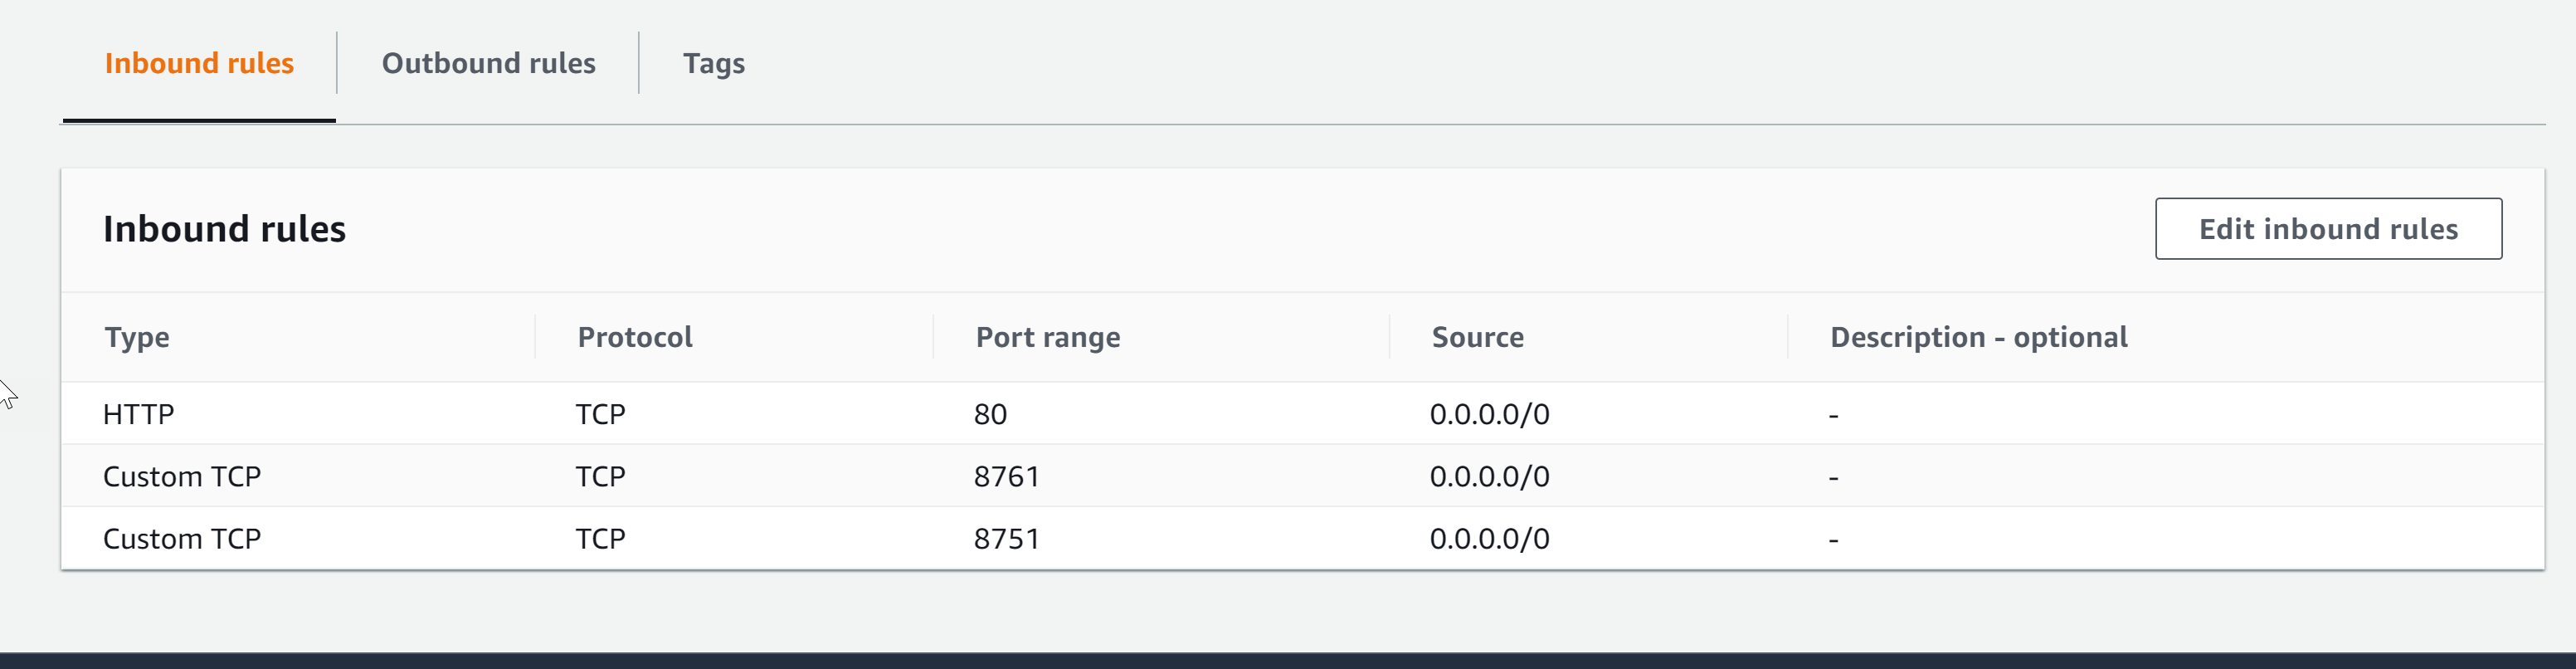 Inbound rules Outbound rules Tags
Inbound rules Edit inbound rules
Type Protocol Port range Source Description - optional
HTTP TCP 80 0.0.0.0/0 -
Custom TCP TCP 8761 0.0.0.0/0 -
Custom TCP TCP 8751 0.0.0.0/0 -